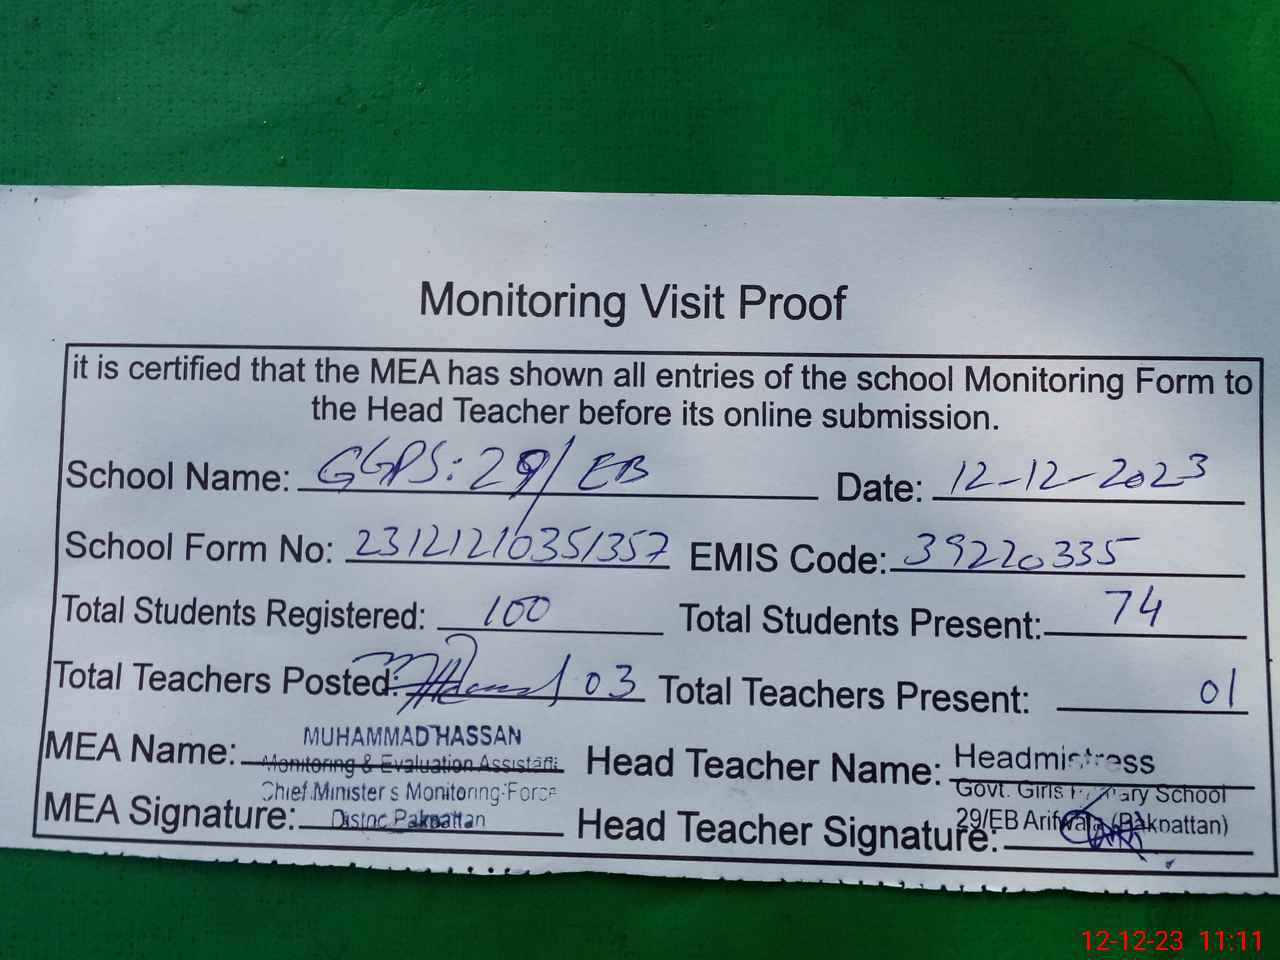 Monitoring Visit Proof
it is certified that the MEA has shown all entries of the school Monitoring Form to
the Head Teacher before its online submission.
School Name: GGPS: 29/EB Date: 12-12-2023
School Form No: 23121210351357 EMIS Code: 39220335
Total Students Registered: 100 Total Students Present: 74
Total Teachers Posted: 03 Total Teachers Present: 01
MEA Name: MUHAMMAD HASSAN Head Teacher Name: Headmistress
Monitoring & Evaluation Assistant Govt. Girls Primary School
Chief Minister s Monitoring Force
MEA Signature: Distric Pakpattan Head Teacher Signature: 29/EB Arifwala (Pakpattan)
12-12-23 11:11